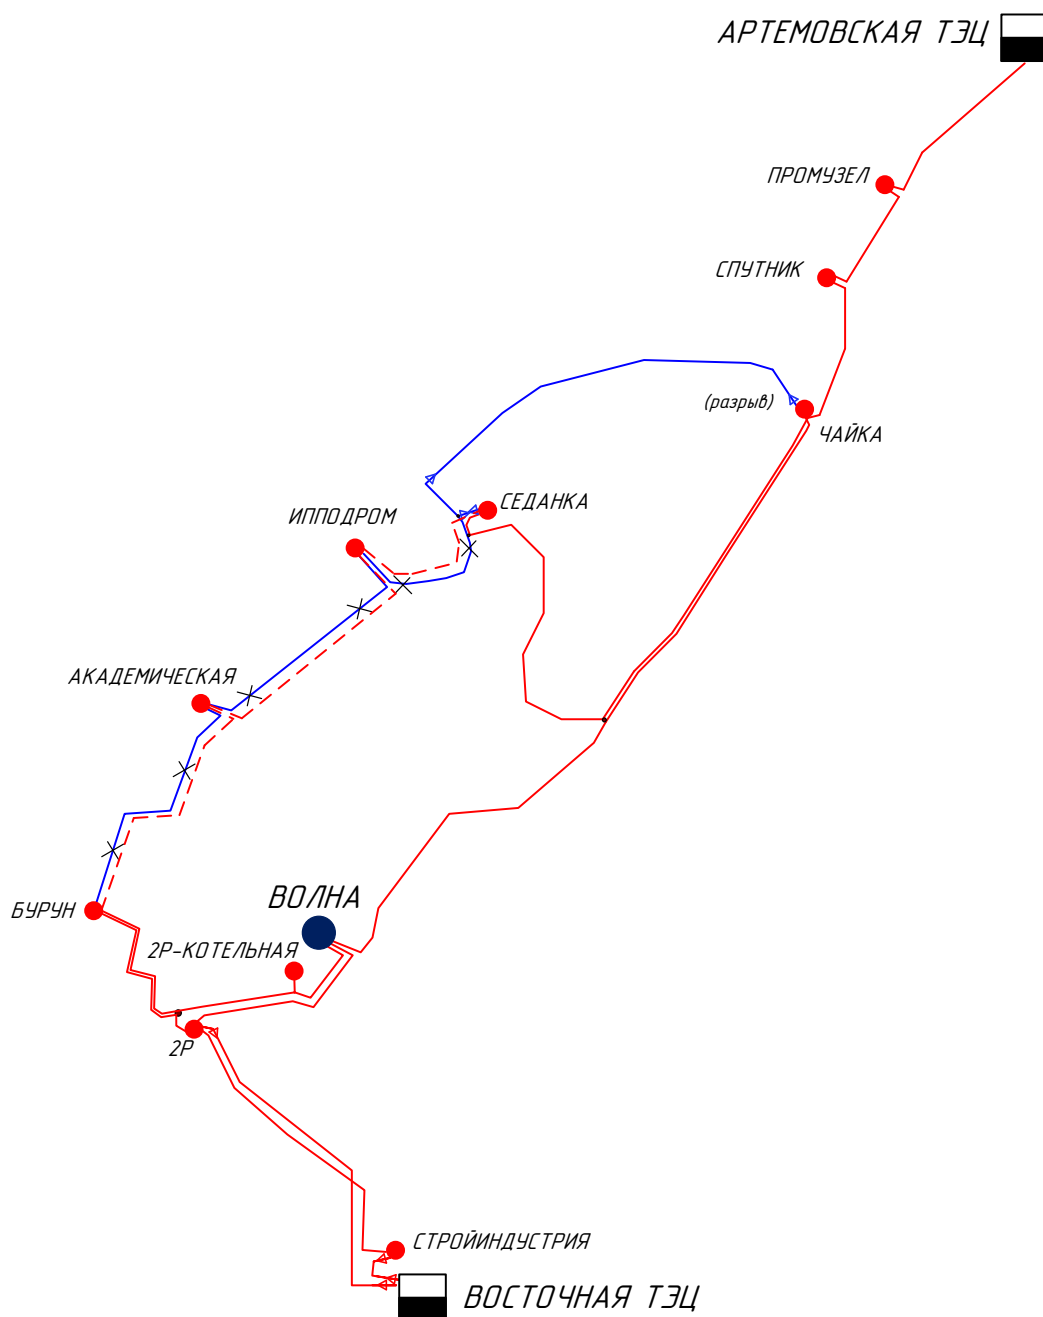 АРТЕМОВСКАЯ ТЭЦ
ПРОМУЗЕЛ
СПУТНИК
(разрыв)
ЧАЙКА
СЕДАНКА
ИППОДРОМ
АКАДЕМИЧЕСКАЯ
ВОЛНА
БУРУН
2Р-КОТЕЛЬНАЯ
2Р
СТРОЙИНДУСТРИЯ
ВОСТОЧНАЯ ТЭЦ